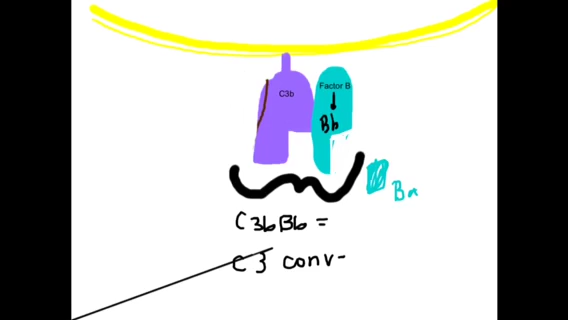 C3b
Factor B
Bb
Ba
C3bBb =
C3 conv-